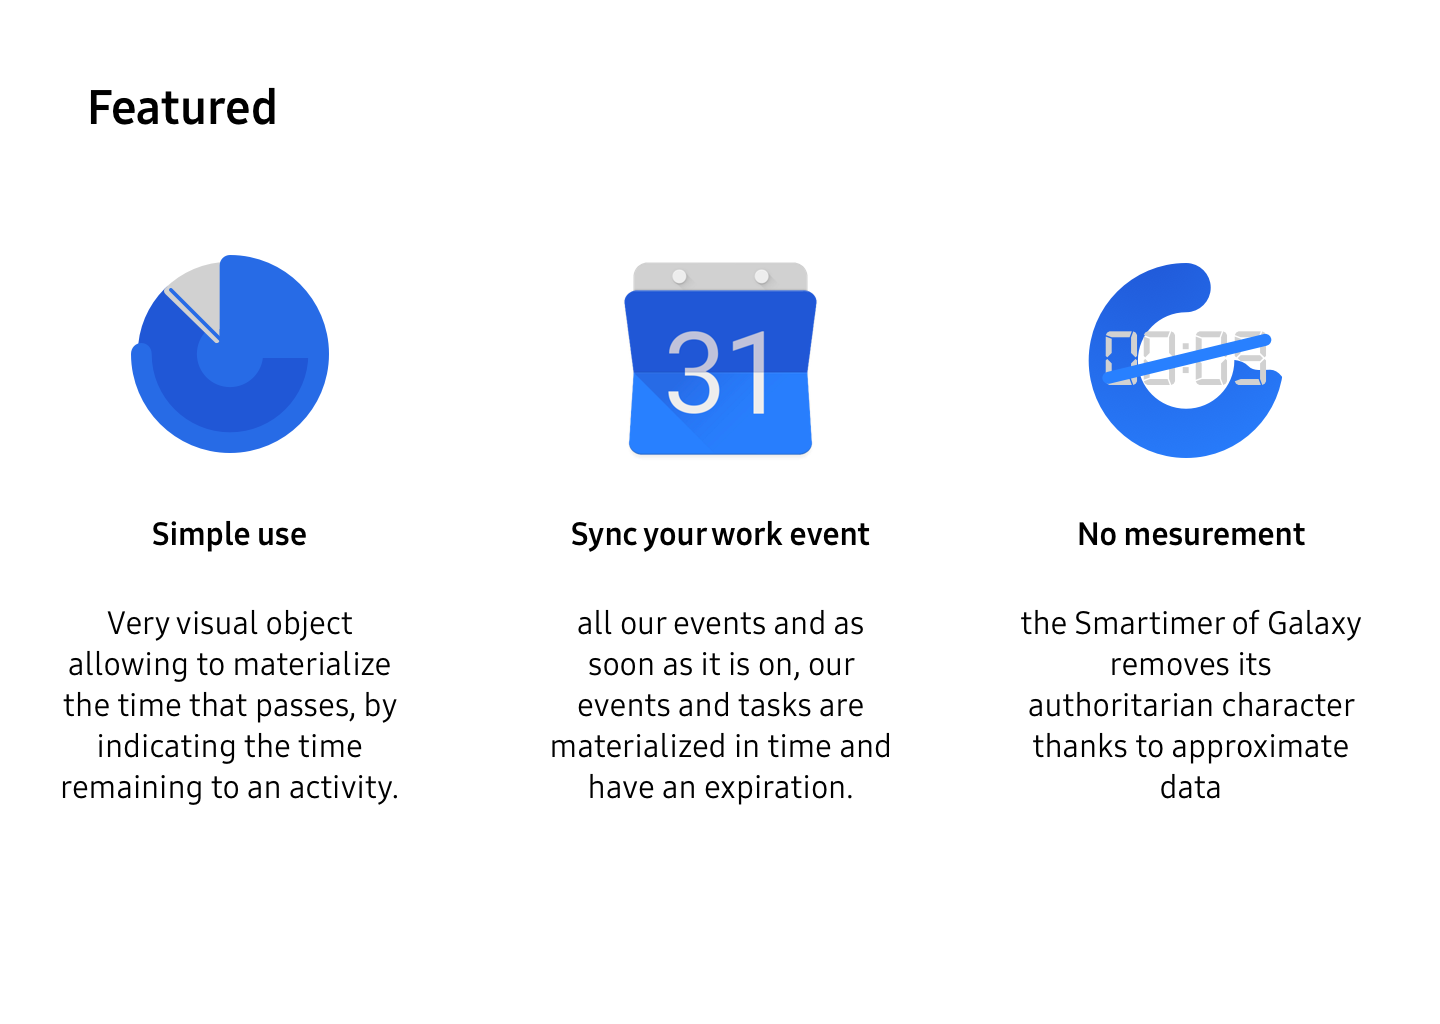 Featured
31
00:03
Simple use
Very visual object
allowing to materialize
the time that passes, by
indicating the time
remaining to an activity.
Sync your work event
all our events and as
soon as it is on, our
events and tasks are
materialized in time and
have an expiration.
No mesurement
the Smartimer of Galaxy
removes its
authoritarian character
thanks to approximate
data